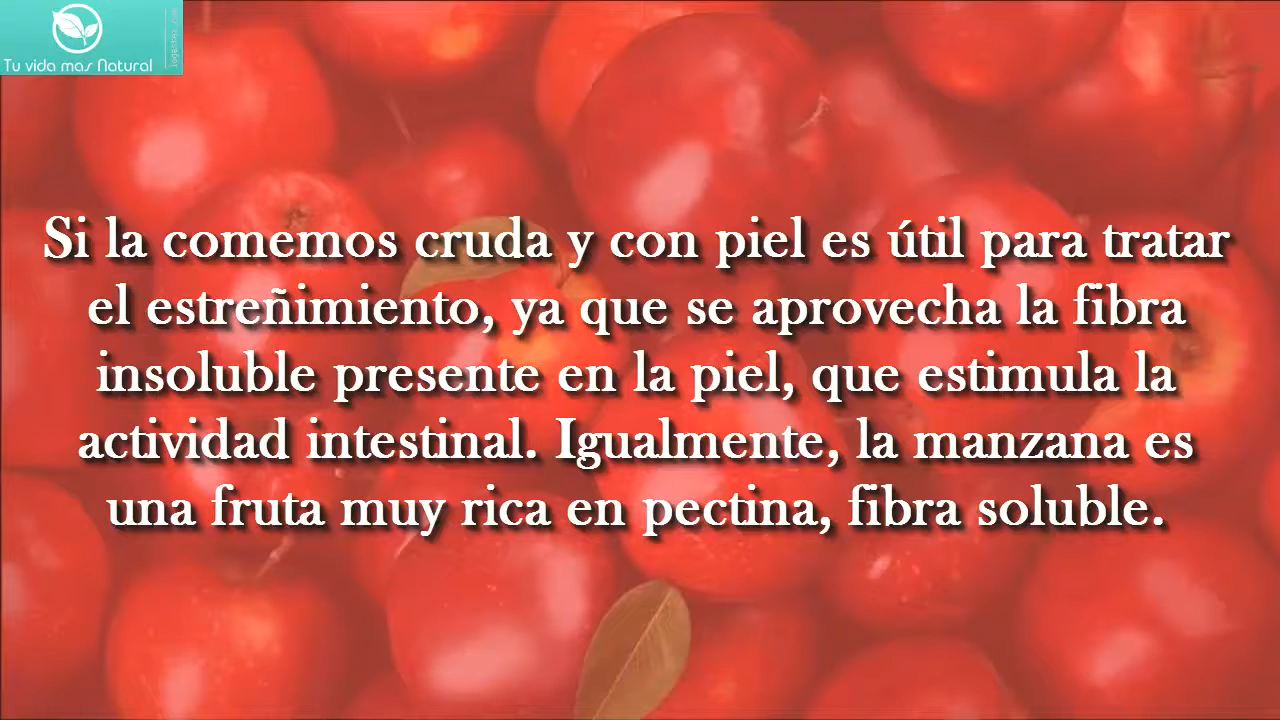 Tu vida mas Natural
Si la comemos cruda y con piel es útil para tratar
el estreñimiento, ya que se aprovecha la fibra
insoluble presente en la piel, que estimula la
actividad intestinal. Igualmente, la manzana es
una fruta muy rica en pectina, fibra soluble.